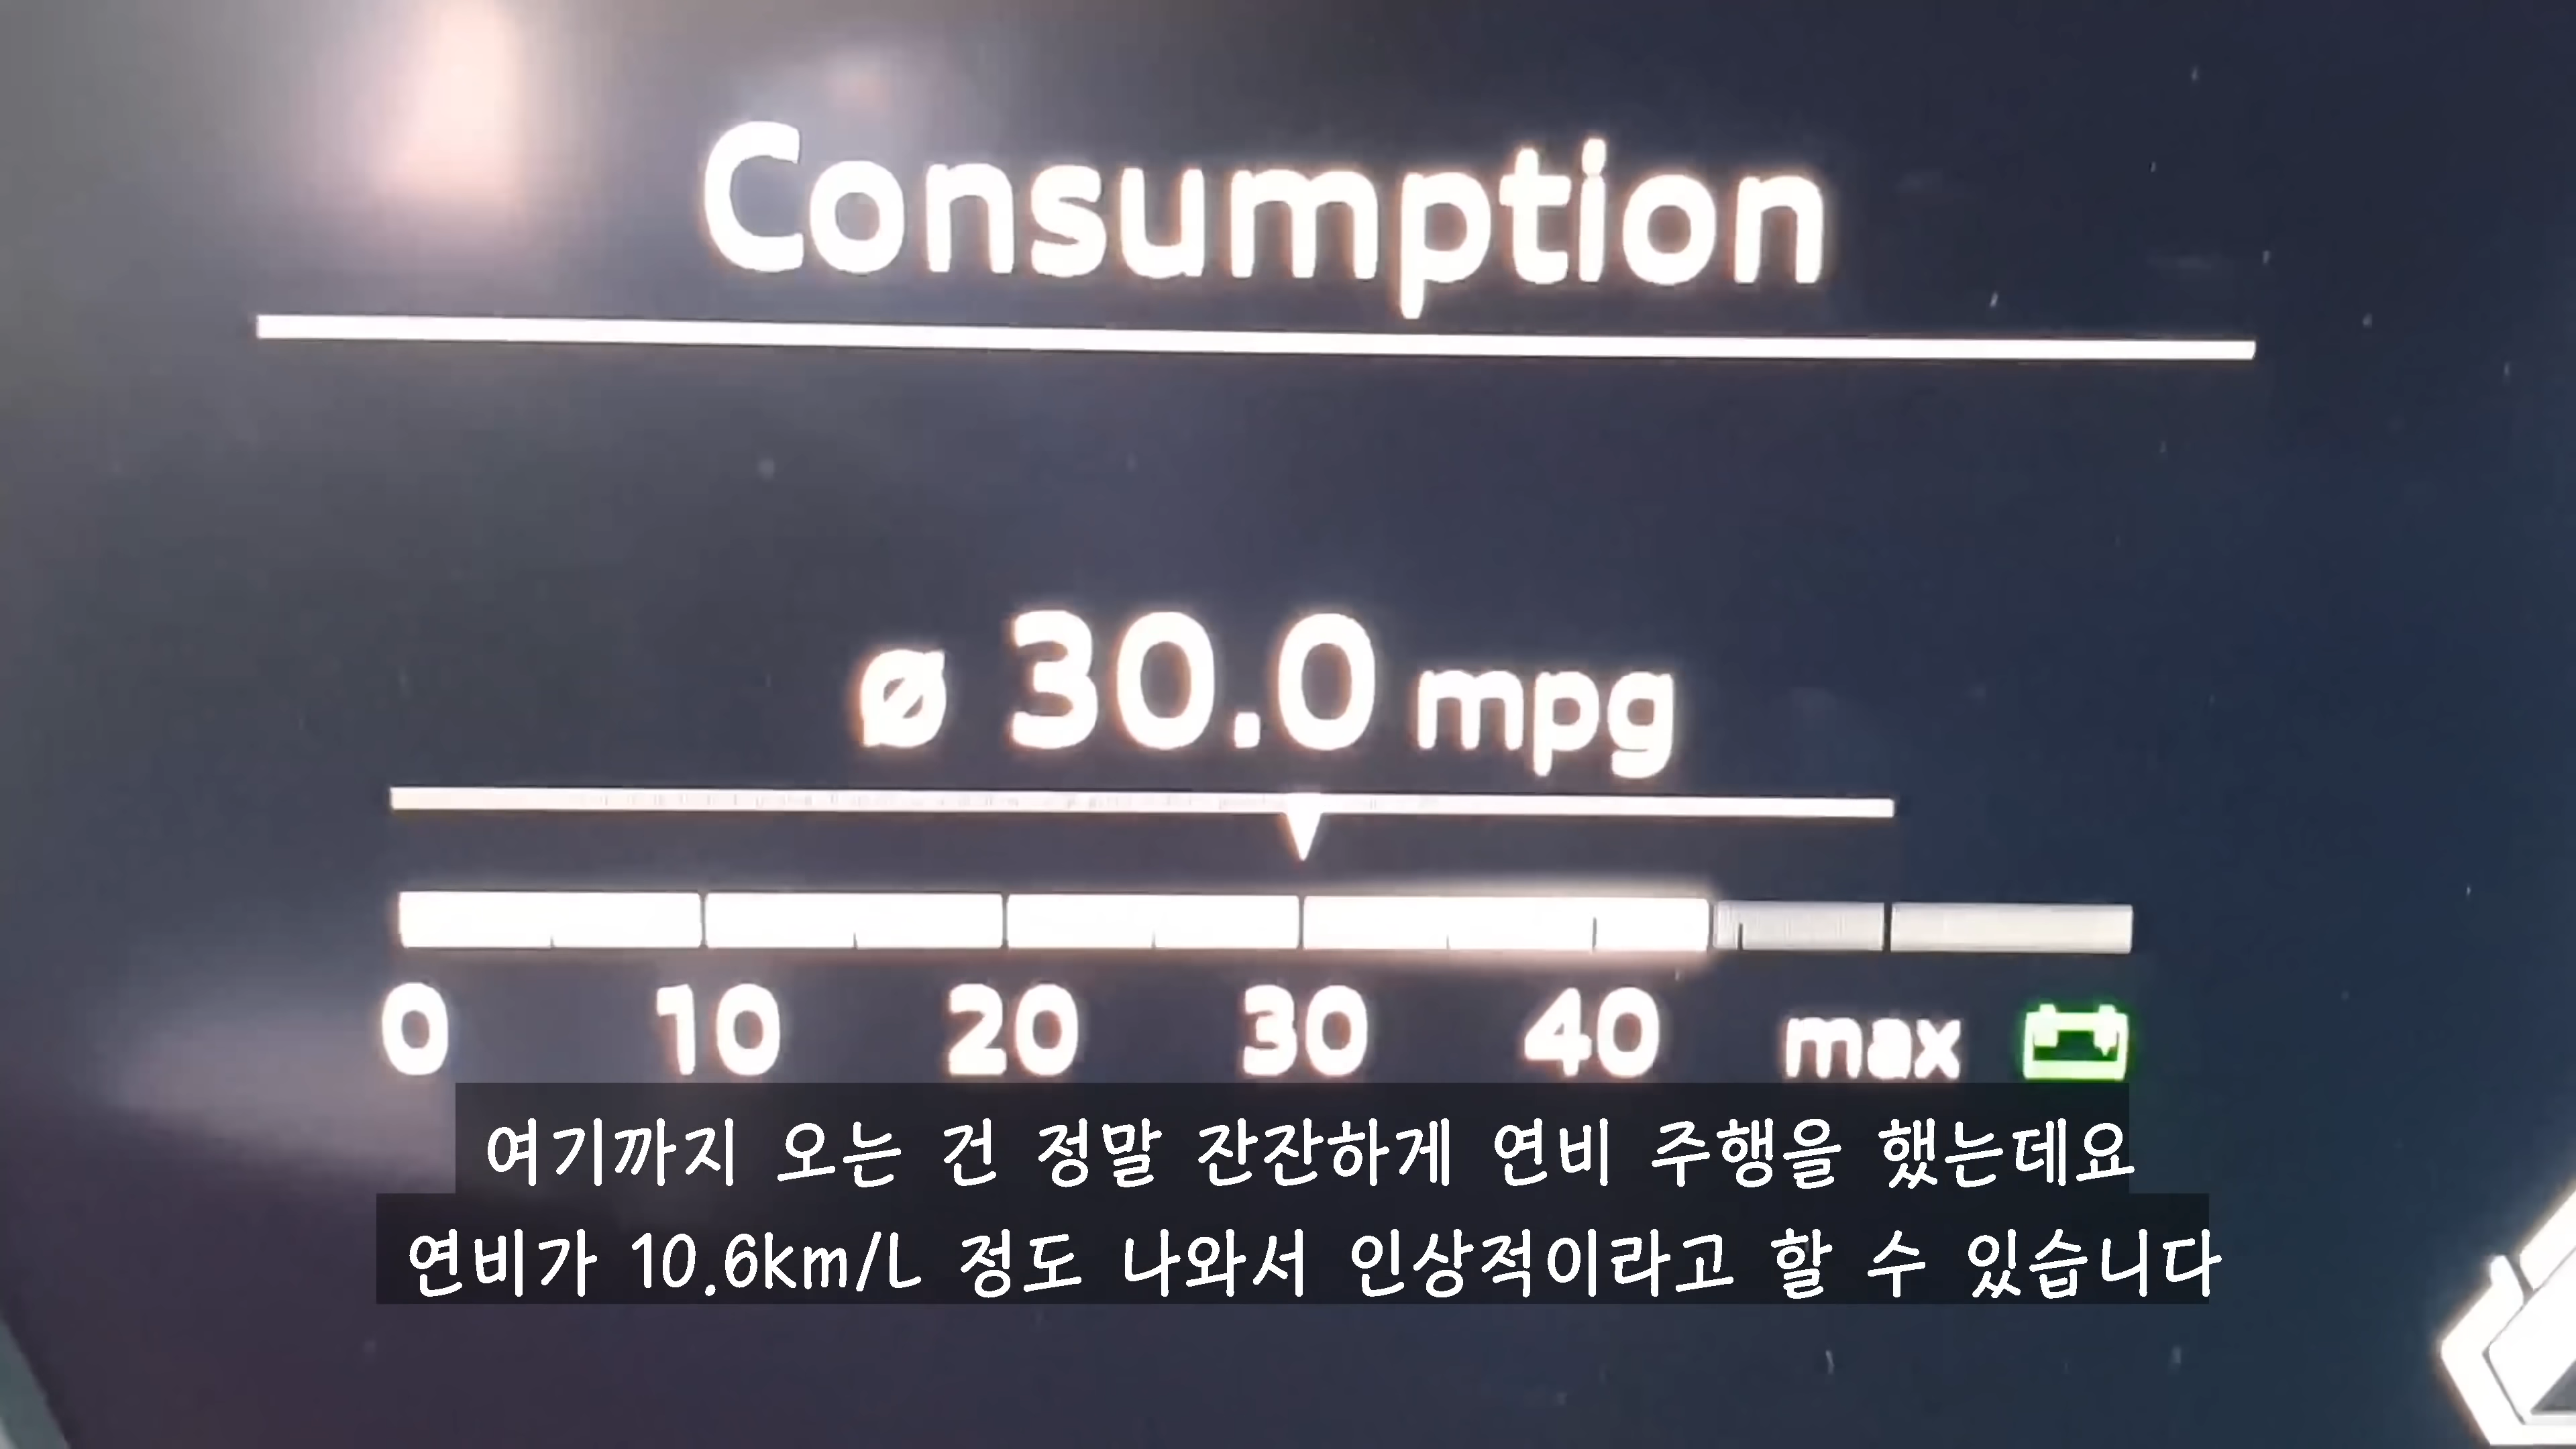 Consumption
ø 30.0 mpg
0 10 20 30 40 max
여기까지 오는 건 정말 잔잔하게 연비 주행을 했는데요
연비가 10.6km/L 정도 나와서 인상적이라고 할 수 있습니다